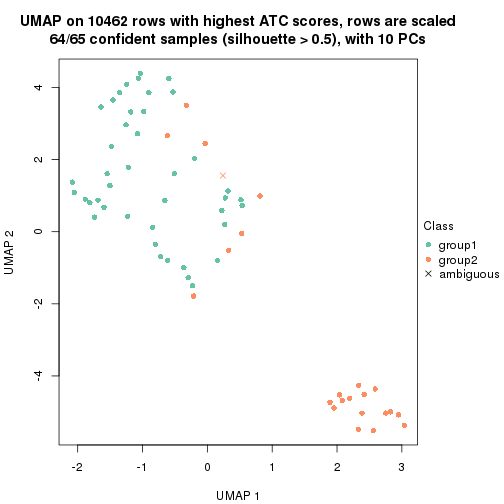 UMAP on 10462 rows with highest ATC scores, rows are scaled
64/65 confident samples (silhouette > 0.5), with 10 PCs
4
2
0
-2
-4
UMAP 2
-2
-1
0
1
2
3
UMAP 1
Class
group1
group2
ambiguous